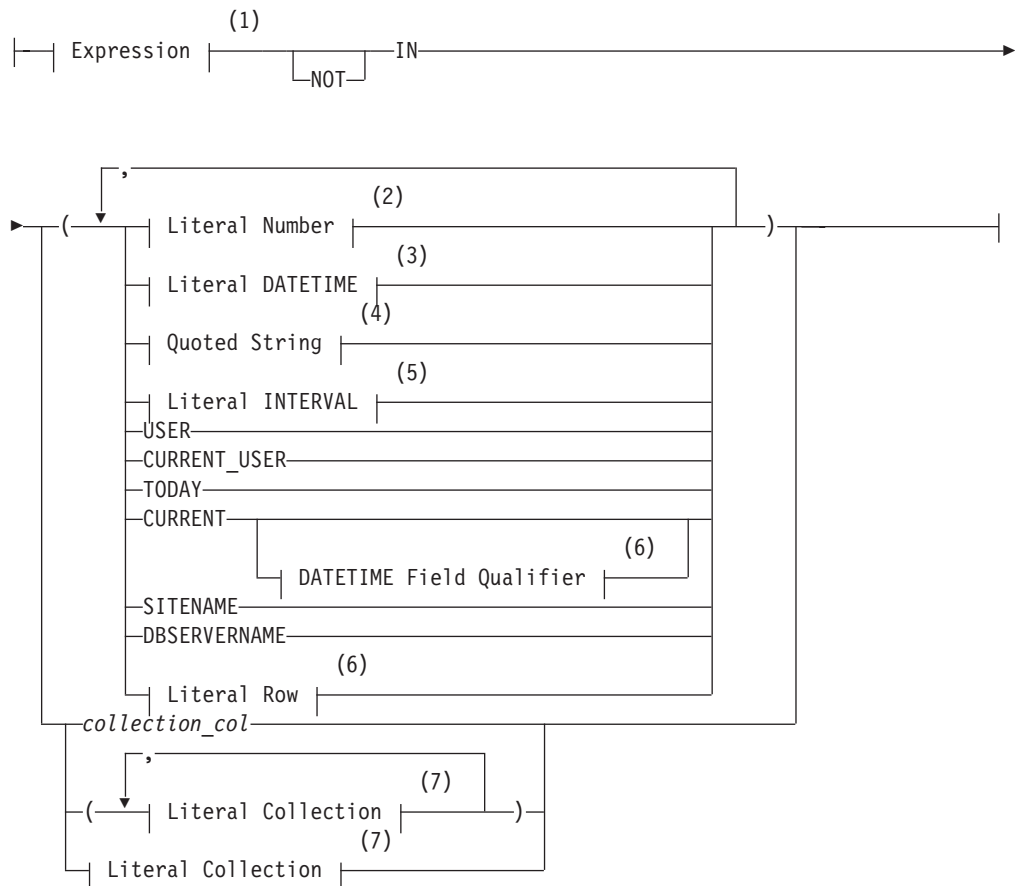 (1)
Expression IN
NOT
,
( Literal Number (2) )
(3)
Literal DATETIME
(4)
Quoted String
(5)
Literal INTERVAL
USER
CURRENT_USER
TODAY
CURRENT
(6)
DATETIME Field Qualifier
SITENAME
DBSERVERNAME
(6)
Literal Row
collection_col
,
(7)
( Literal Collection )
(7)
Literal Collection